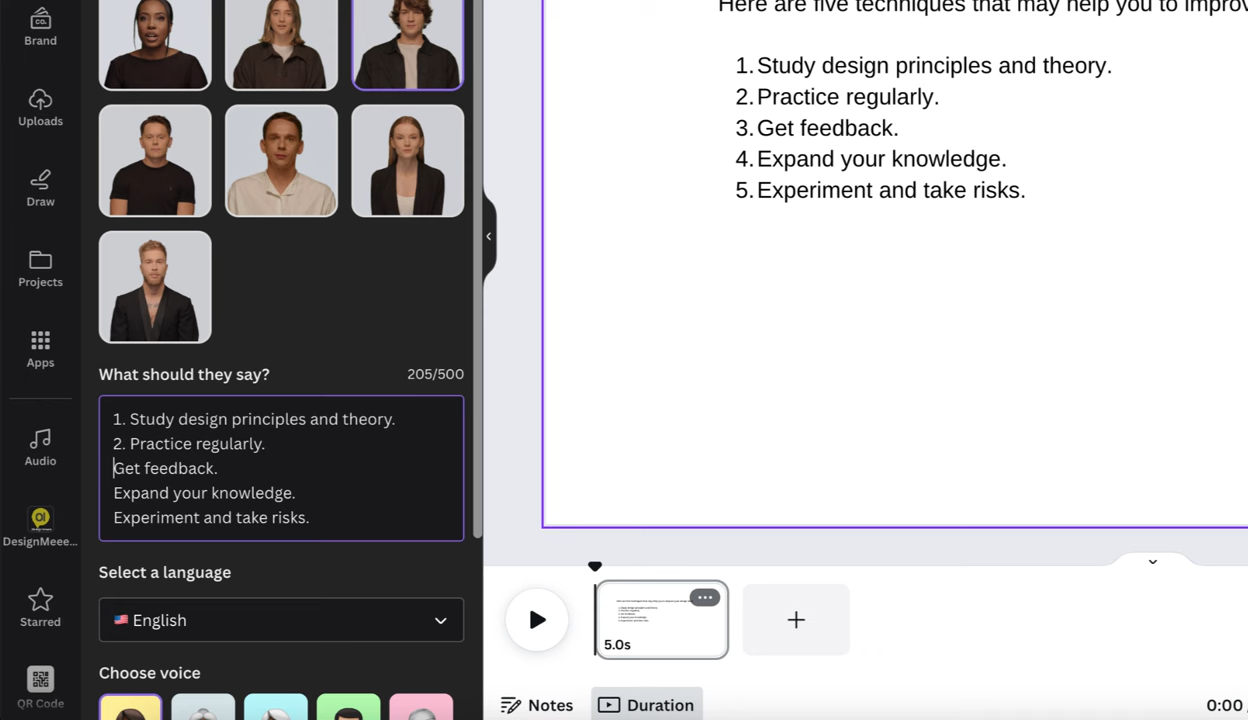 Brand
Uploads
Draw
Projects
Apps
Audio
DesignMeee...
Starred
QR Code
What should they say?
205/500
1. Study design principles and theory.
2. Practice regularly.
Get feedback.
Expand your knowledge.
Experiment and take risks.
Select a language
English
Choose voice
Here are five techniques that may help you to improv
1. Study design principles and theory.
2. Practice regularly.
3. Get feedback.
4. Expand your knowledge.
5. Experiment and take risks.
5.0s
Notes
Duration
0:00